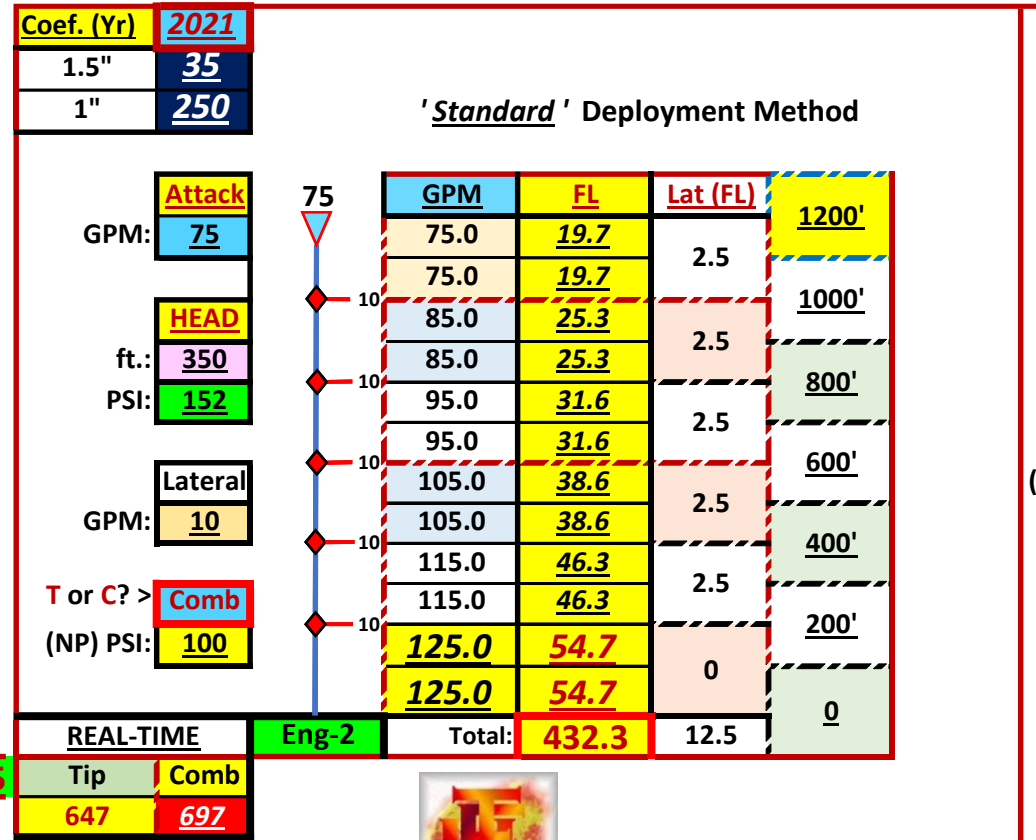 Coef. (Yr) 2021
1.5" 35
1" 250
'Standard' Deployment Method
Attack
GPM: 75
HEAD
ft.: 350
PSI: 152
Lateral
GPM: 10
T or C? > Comb
(NP) PSI: 100
75
10
10
10
10
10
GPM FL Lat (FL)
75.0 19.7
75.0 19.7
2.5
85.0 25.3
85.0 25.3
2.5
95.0 31.6
95.0 31.6
2.5
105.0 38.6
105.0 38.6
2.5
115.0 46.3
115.0 46.3
2.5
125.0 54.7
125.0 54.7
0
1200'
1000'
800'
600'
400'
200'
0
REAL-TIME Eng-2 Total: 432.3 12.5
Tip Comb
647 697
(